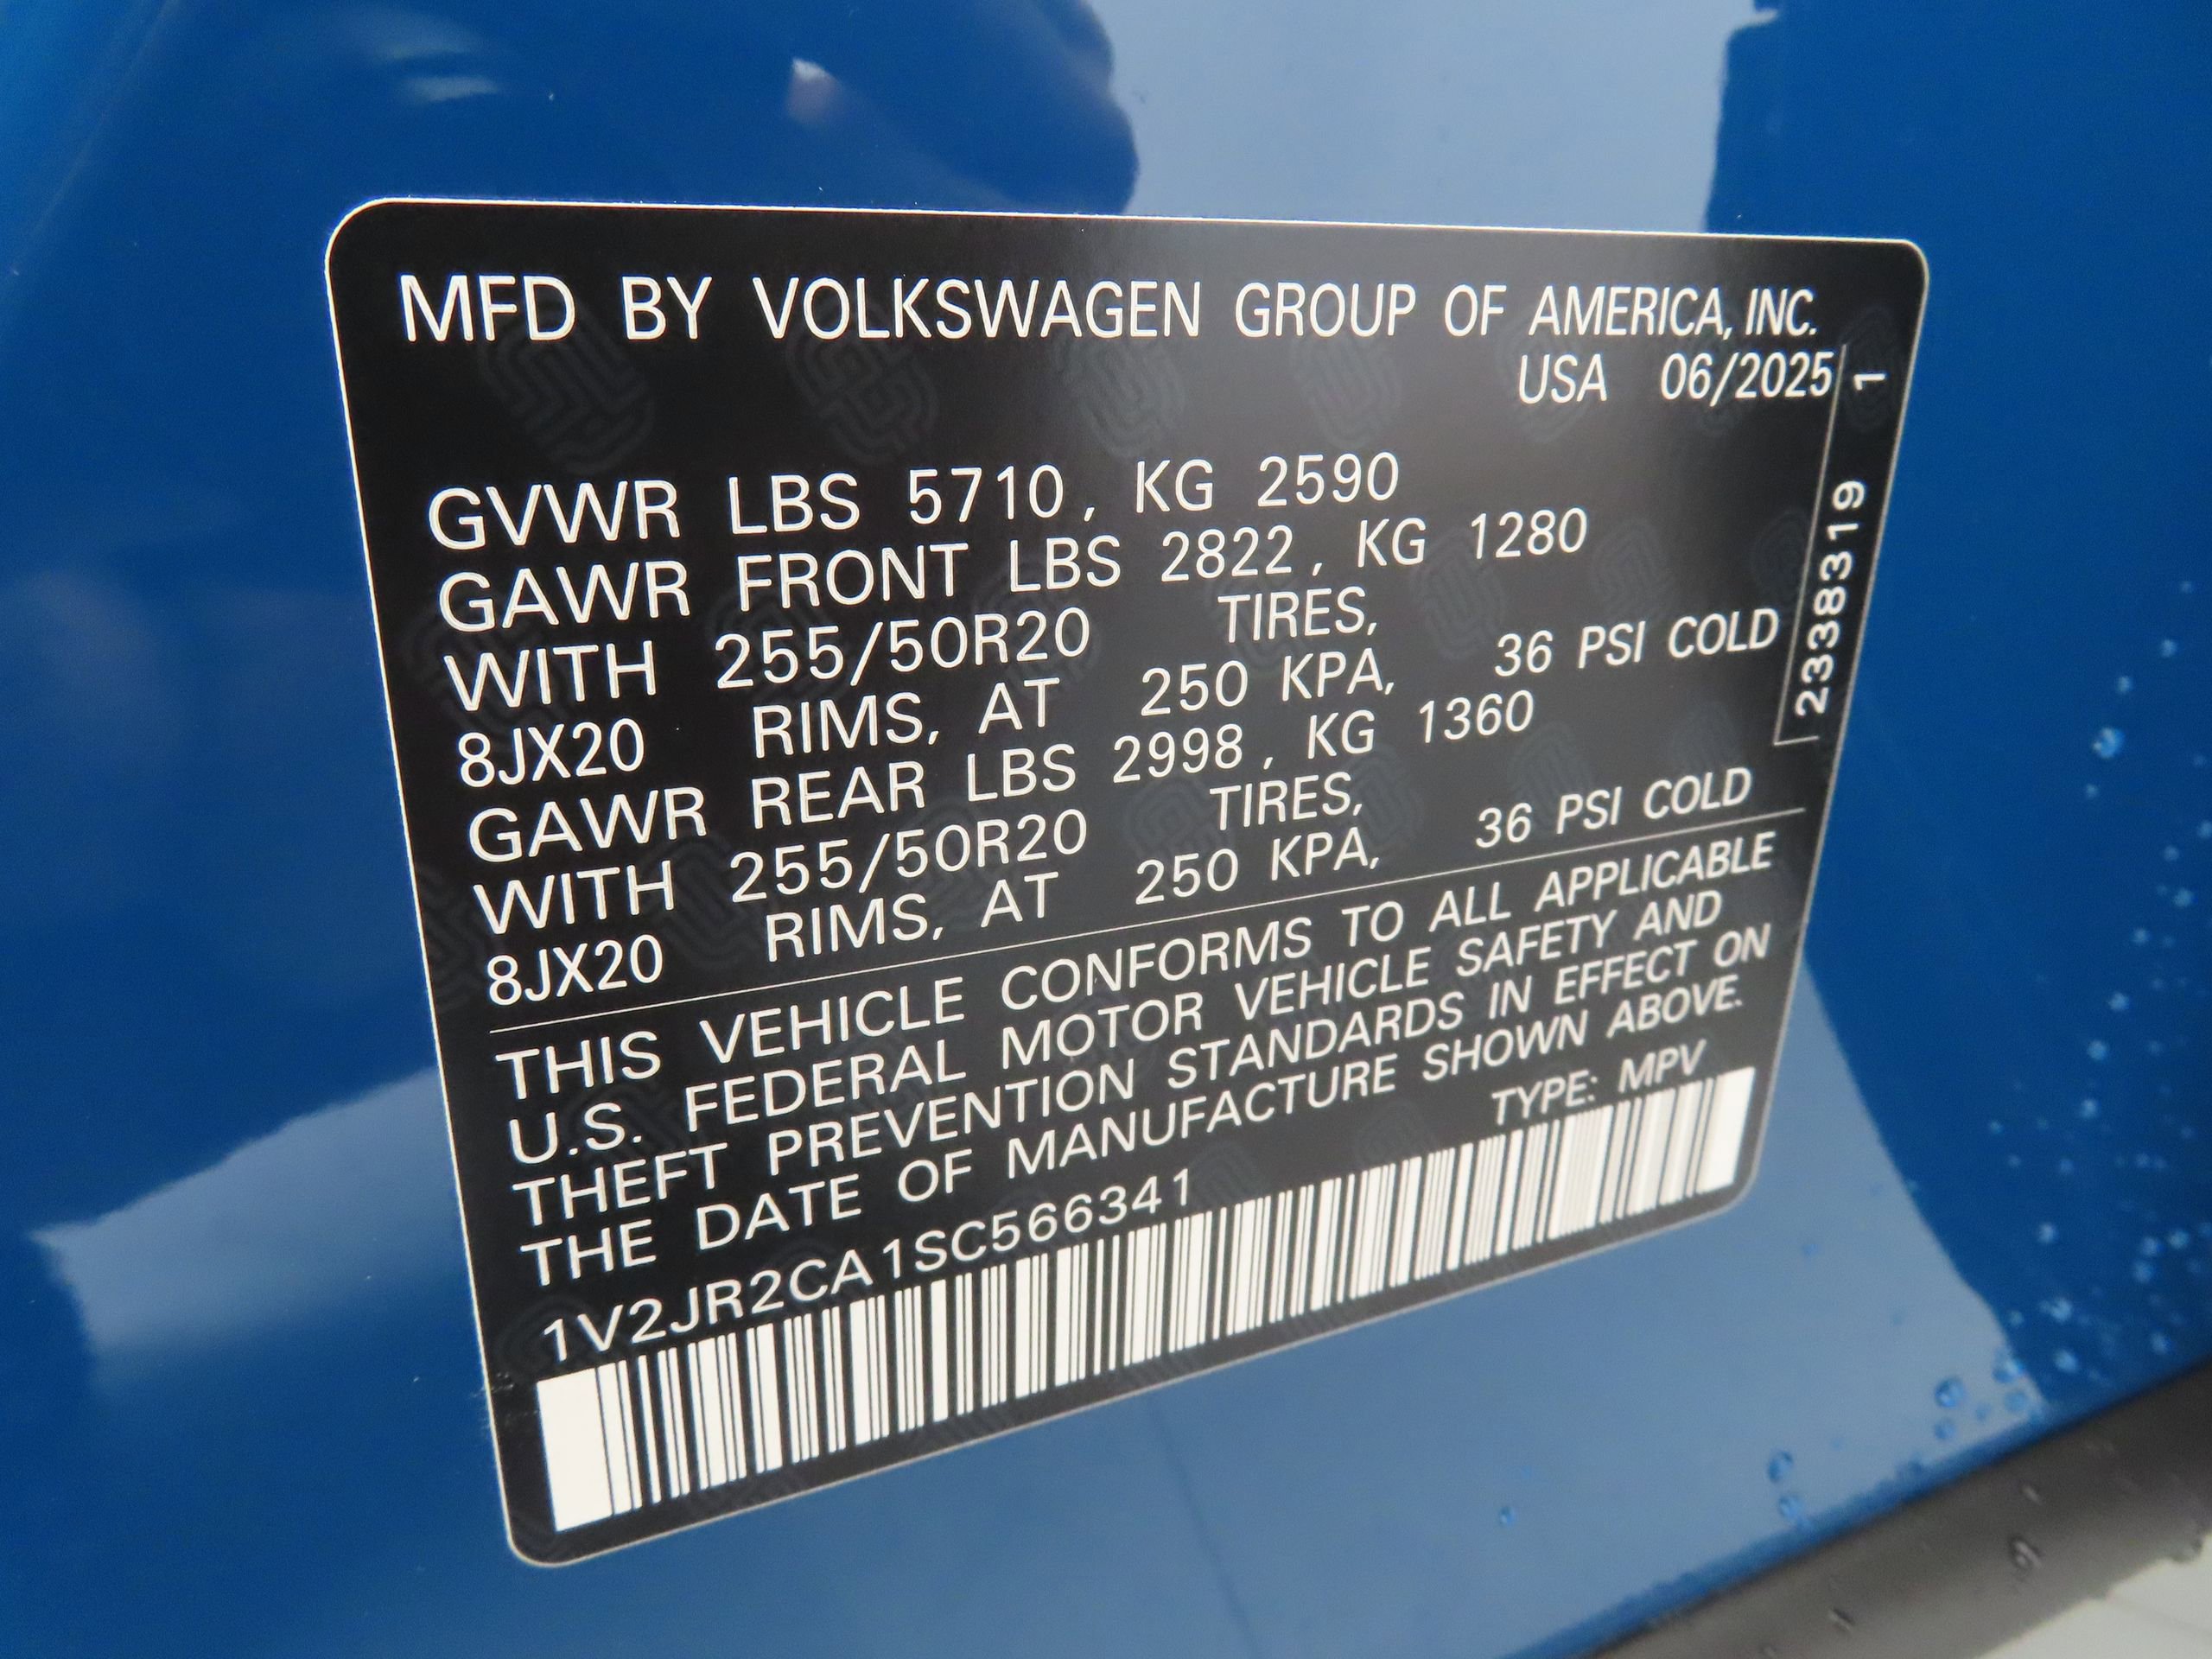 MFD BY VOLKSWAGEN GROUP OF AMERICA, INC.
USA 06/2025
GVWR LBS 5710, KG 2590
GAWR FRONT LBS 2822, KG 1280
WITH 255/50R20 TIRES,
8JX20 RIMS, AT 250 KPA, 36 PSI COLD
GAWR REAR LBS 2998, KG 1360
WITH 255/50R20 TIRES,
8JX20 RIMS, AT 250 KPA, 36 PSI COLD
THIS VEHICLE CONFORMS TO ALL APPLICABLE
U.S. FEDERAL MOTOR VEHICLE SAFETY AND
THEFT PREVENTION STANDARDS IN EFFECT ON
THE DATE OF MANUFACTURE SHOWN ABOVE.
TYPE: MPV
1V2JR2CA1SC566341
2338319 1